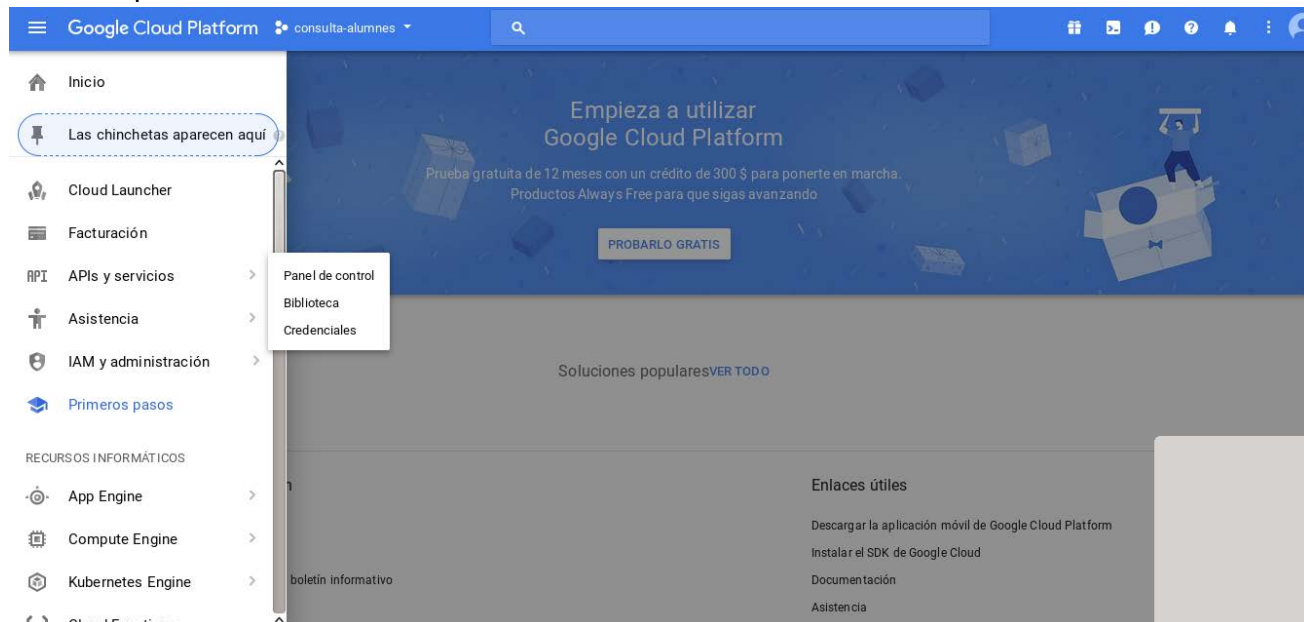 Google Cloud Platform
consulta-alumnes
Inicio
Las chinchetas aparecen aquí
Cloud Launcher
Facturación
API APIs y servicios
Asistencia
IAM y administración
Primeros pasos
RECURSOS INFORMÁTICOS
App Engine
Compute Engine
Kubernetes Engine
Panel de control
Biblioteca
Credenciales
Empieza a utilizar
Google Cloud Platform
Prueba gratuita de 12 meses con un crédito de 300 $ para ponerte en marcha.
Productos Always Free para que sigas avanzando
PROBARLO GRATIS
Soluciones popularesVER TODO
boletín informativo
Enlaces útiles
Descargar la aplicación móvil de Google Cloud Platform
Instalar el SDK de Google Cloud
Documentación
Asistencia